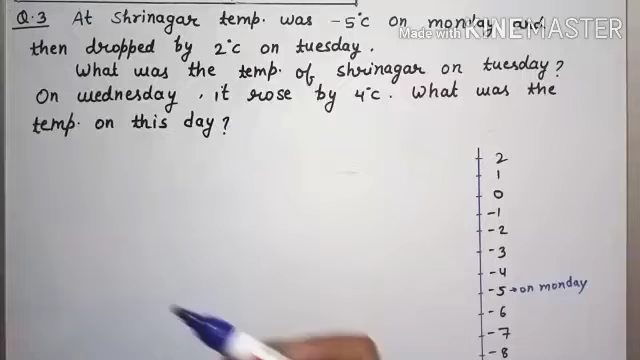 Q.3 At Shrinagar temp. was -5°c on monday and
Made with KINEMASTER
then dropped by 2°c on tuesday.
What was the temp. of shrinagar on tuesday?
On wednesday, it rose by 4°c. What was the
temp. on this day?
2
1
0
-1
-2
-3
-4
-5 → on monday
-6
-7
-8